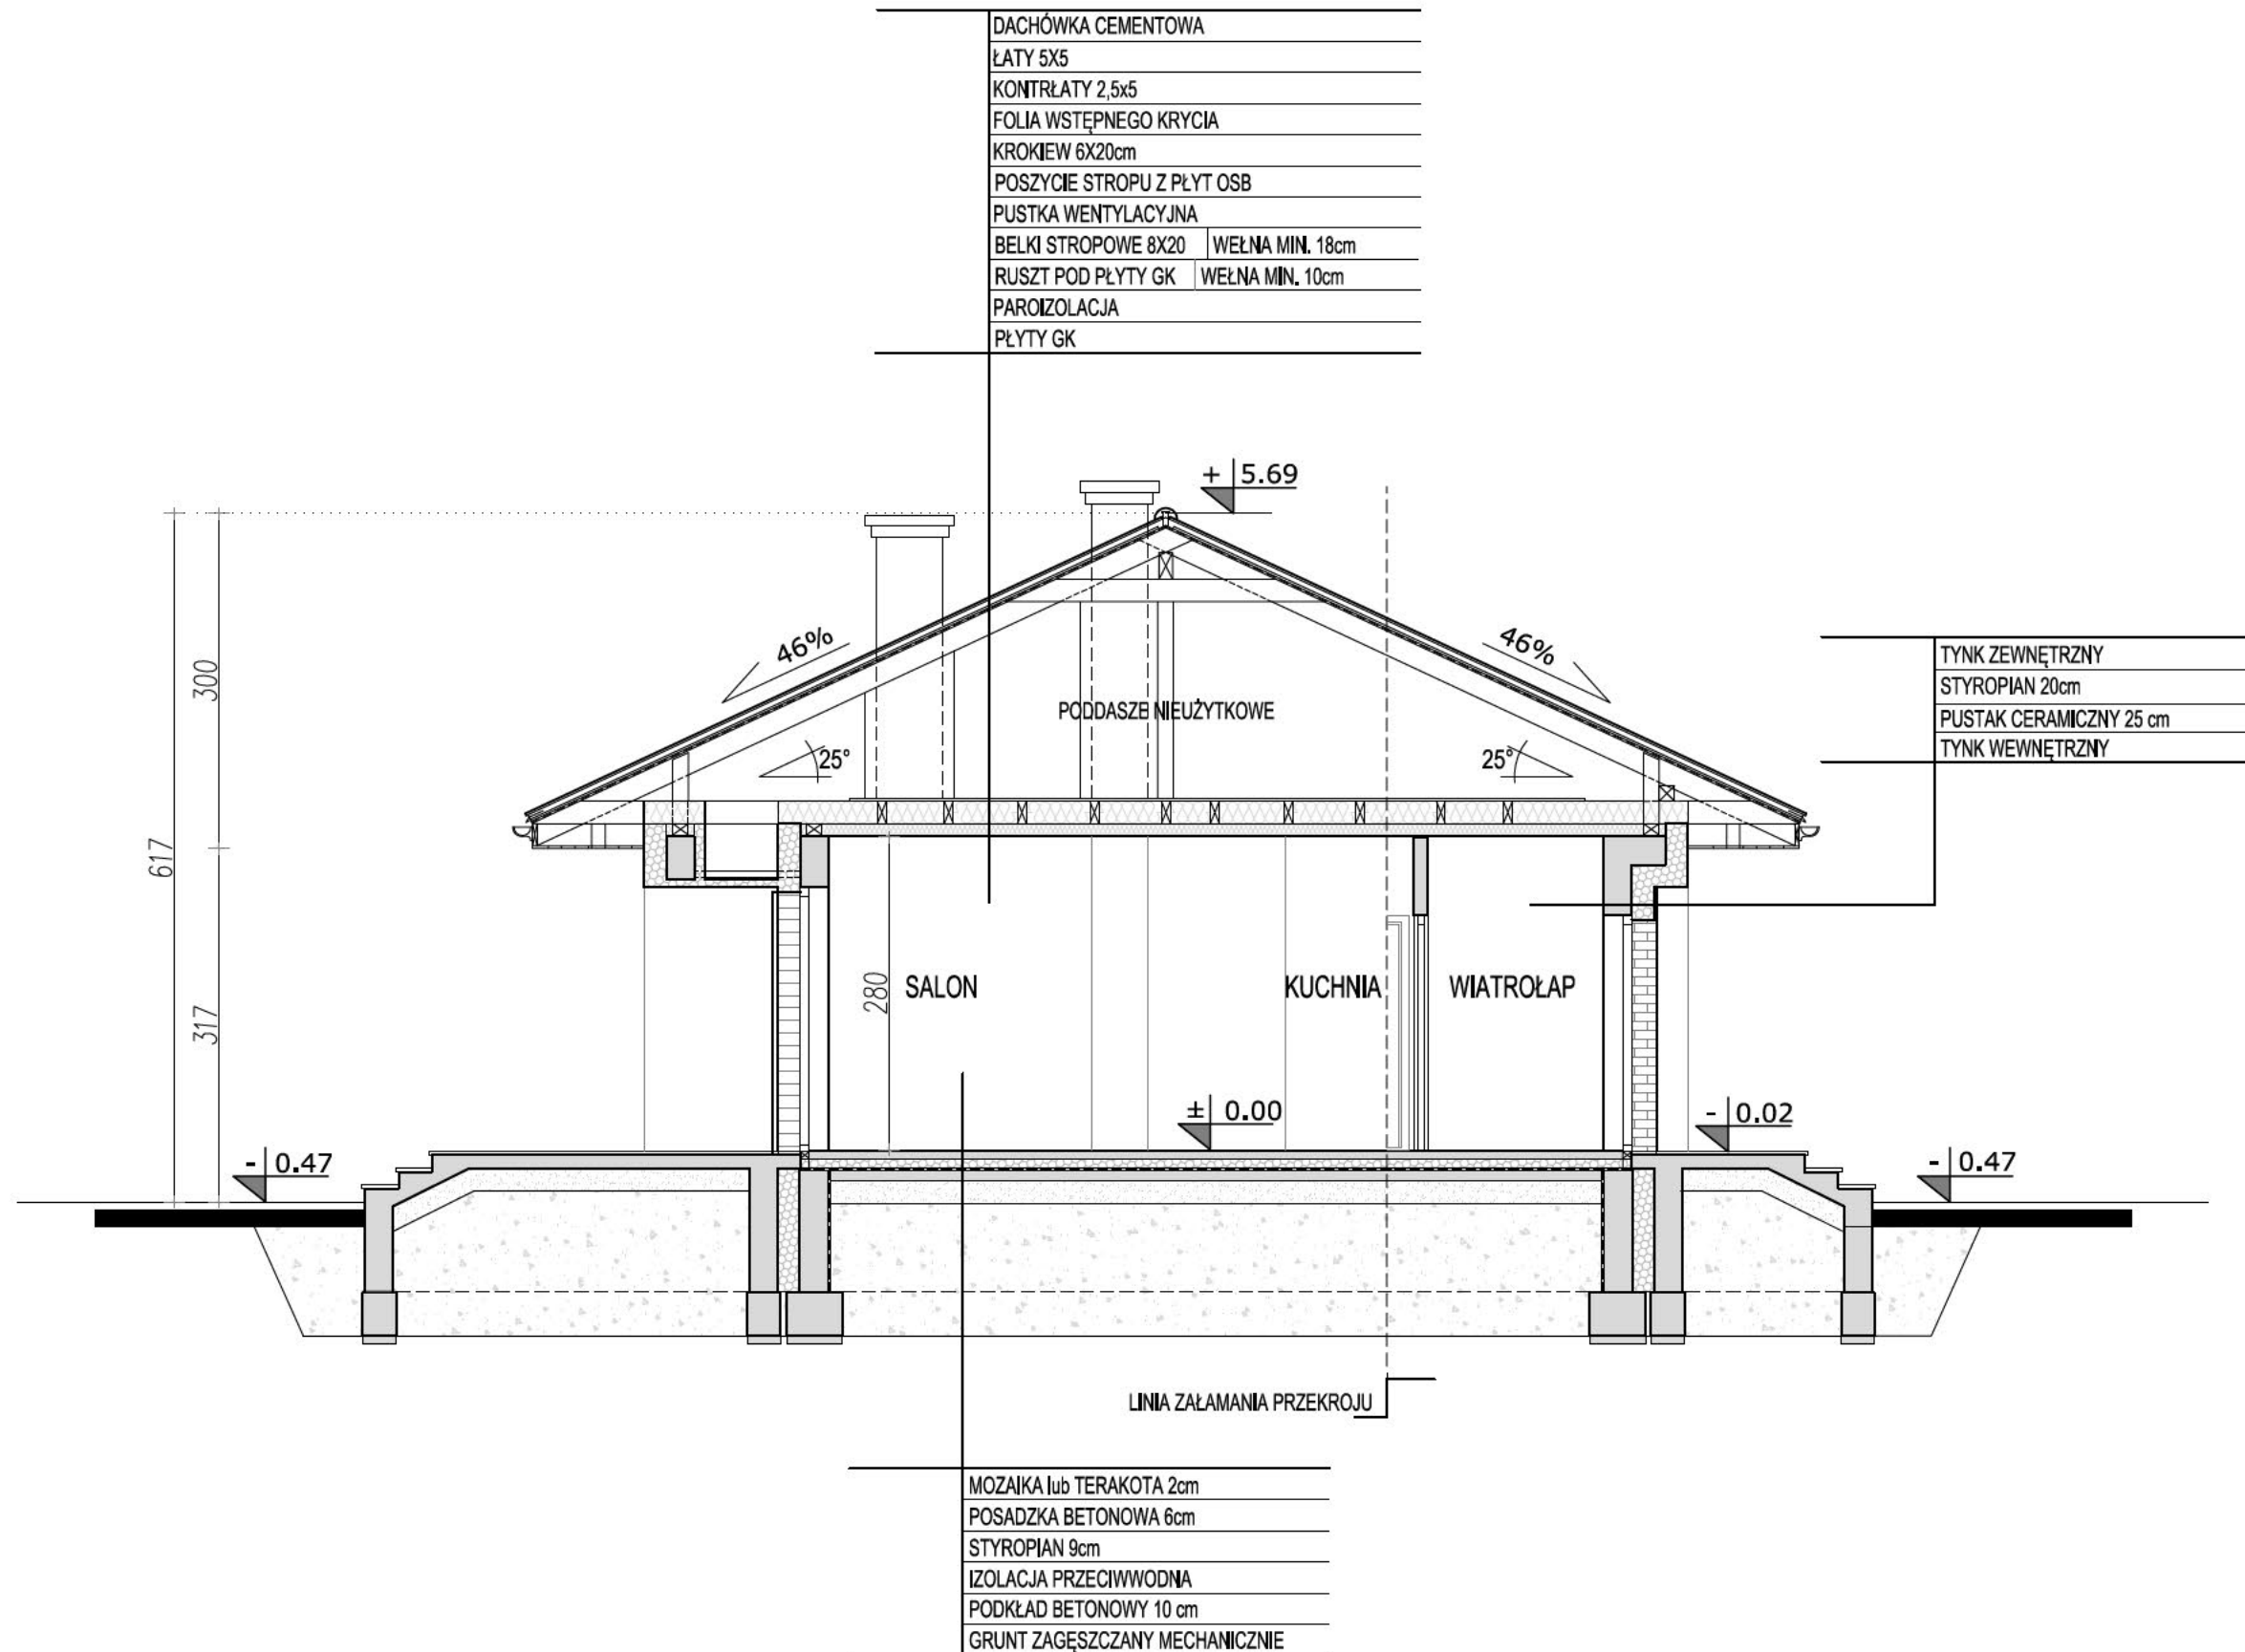 DACHÓWKA CEMENTOWA
ŁATY 5X5
KONTRŁATY 2,5x5
FOLIA WSTĘPNEGO KRYCIA
KROKIEW 6X20cm
POSZYCIE STROPU Z PŁYT OSB
PUSTKA WENTYLACYJNA
BELKI STROPOWE 8X20 WEŁNA MIN. 18cm
RUSZT POD PŁYTY GK WEŁNA MIN. 10cm
PAROIZOLACJA
PŁYTY GK
+ 5.69
46%
46%
300
617
317
PODDASZE NIEUŻYTKOWE
25°
25°
TYNK ZEWNĘTRZNY
STYROPIAN 20cm
PUSTAK CERAMICZNY 25 cm
TYNK WEWNĘTRZNY
280
SALON
KUCHNIA
WIATROŁAP
± 0.00
- 0.02
- 0.47
- 0.47
LINIA ZAŁAMANIA PRZEKROJU
MOZAIKA lub TERAKOTA 2cm
POSADZKA BETONOWA 6cm
STYROPIAN 9cm
IZOLACJA PRZECIWWODNA
PODKŁAD BETONOWY 10 cm
GRUNT ZAGĘSZCZANY MECHANICZNIE